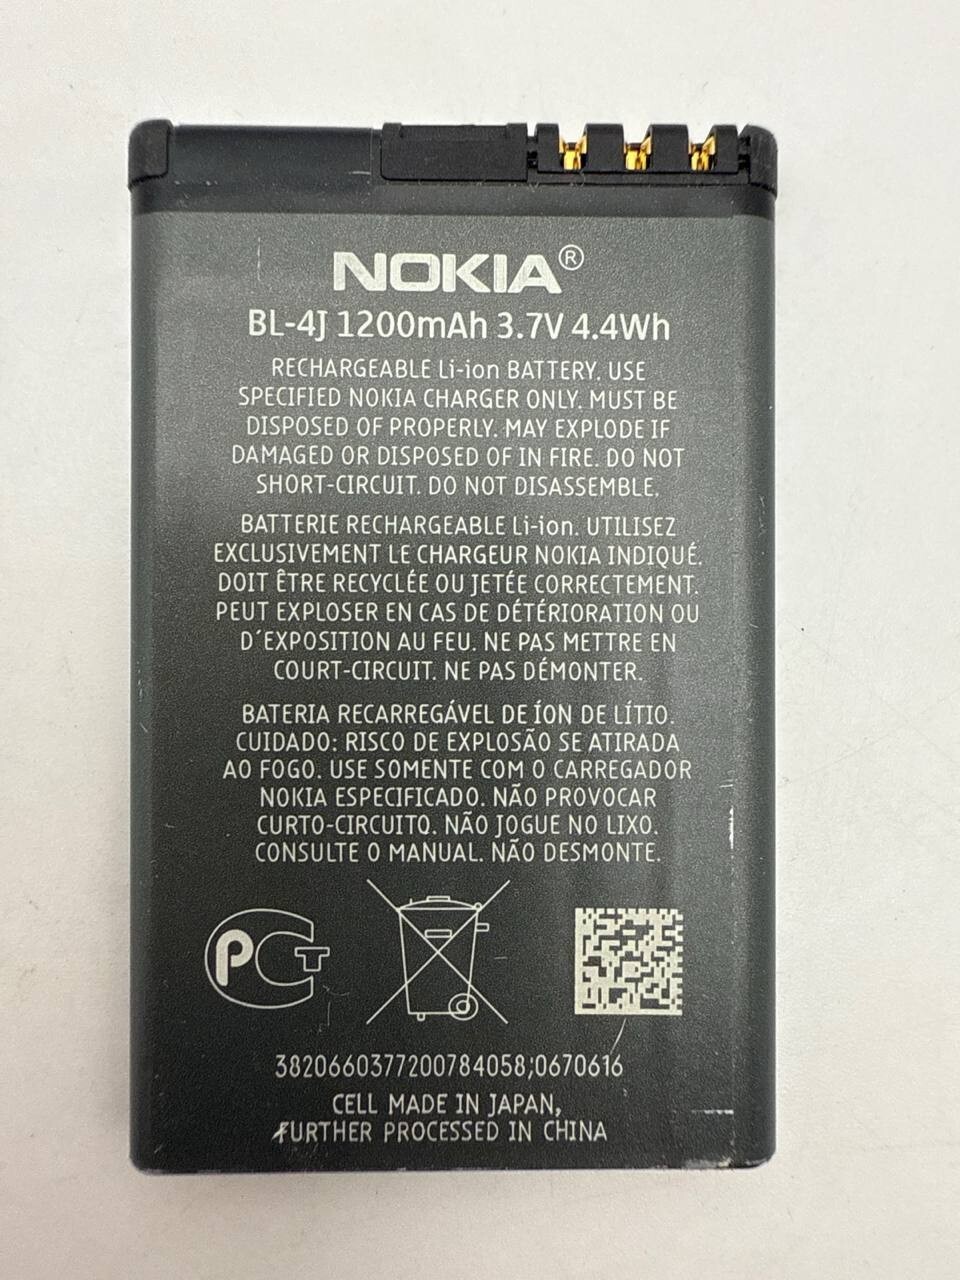 NOKIA®
BL-4J 1200mAh 3.7V 4.4Wh
RECHARGEABLE Li-ion BATTERY. USE
SPECIFIED NOKIA CHARGER ONLY. MUST BE
DISPOSED OF PROPERLY. MAY EXPLODE IF
DAMAGED OR DISPOSED OF IN FIRE. DO NOT
SHORT-CIRCUIT. DO NOT DISASSEMBLE.
BATTERIE RECHARGEABLE Li-ion. UTILISEZ
EXCLUSIVEMENT LE CHARGEUR NOKIA INDIQUÉ.
DOIT ÊTRE RECYCLÉE OU JETÉE CORRECTEMENT.
PEUT EXPLOSER EN CAS DE DÉTÉRIORATION OU
D´EXPOSITION AU FEU. NE PAS METTRE EN
COURT-CIRCUIT. NE PAS DÉMONTER.
BATERIA RECARREGÁVEL DE ÍON DE LÍTIO.
CUIDADO: RISCO DE EXPLOSÃO SE ATIRADA
AO FOGO. USE SOMENTE COM O CARREGADOR
NOKIA ESPECIFICADO. NÃO PROVOCAR
CURTO-CIRCUITO. NÃO JOGUE NO LIXO.
CONSULTE O MANUAL. NÃO DESMONTE.
PCT
3820660377200784058;0670616
CELL MADE IN JAPAN,
FURTHER PROCESSED IN CHINA